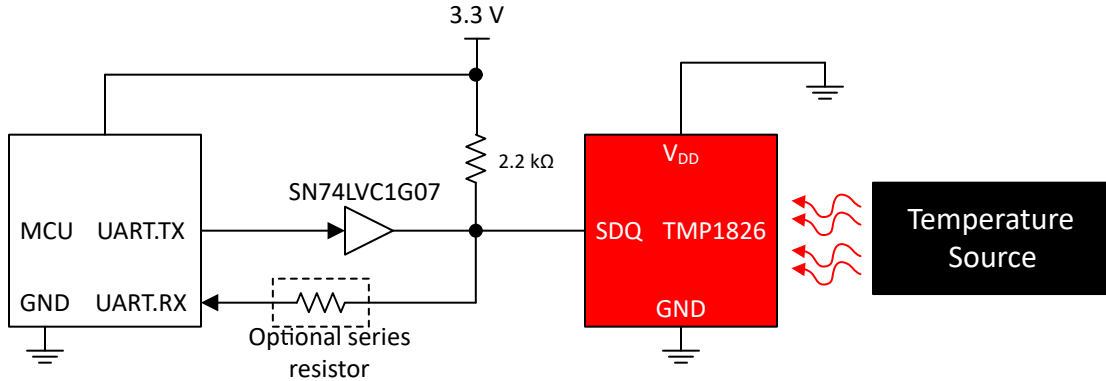 3.3 V
2.2 kΩ
V_DD
SN74LVC1G07
MCU UART.TX
SDQ TMP1826
Temperature
Source
GND UART.RX
GND
Optional series
resistor